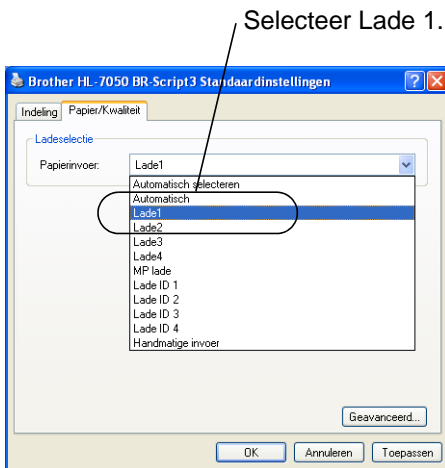 Selecteer Lade 1.
Brother HL-7050 BR-Script3 Standaardinstellingen
Indeling Papier/Kwaliteit
Ladeselectie
Papierinvoer: Lade1
Automatisch selecteren
Automatisch
Lade1
Lade2
Lade3
Lade4
MP lade
Lade ID 1
Lade ID 2
Lade ID 3
Lade ID 4
Handmatige invoer
Geavanceerd...
OK Annuleren Toepassen